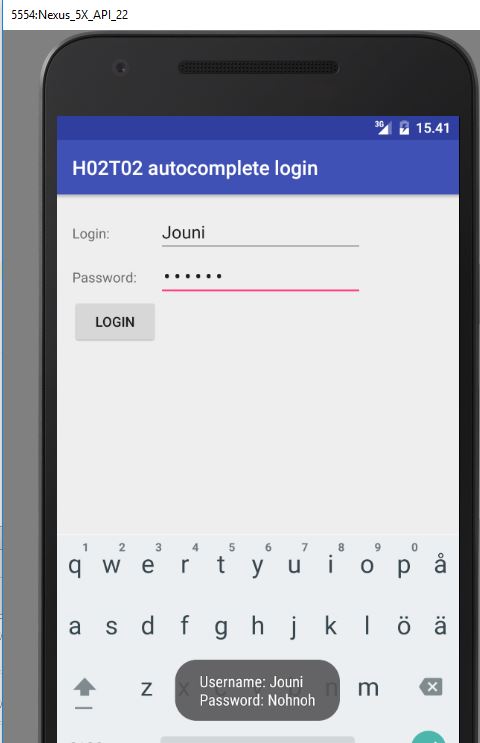 5554:Nexus_5X_API_22
3G 15.41
H02T02 autocomplete login
Login: Jouni
Password: ••••••
LOGIN
1 2 3 4 5 6 7 8 9 0
q w e r t y u i o p å
a s d f g h j k l ö ä
z x c v b n m
Username: Jouni
Password: Nohnoh